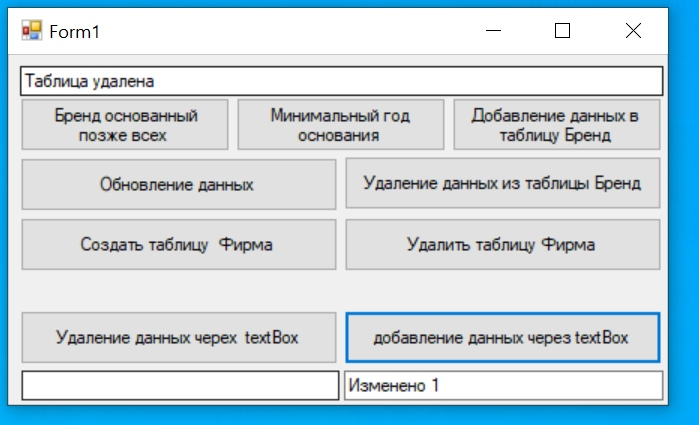 Form1
Таблица удалена
Бренд основанный
позже всех
Минимальный год
основания
Добавление данных в
таблицу Бренд
Обновление данных
Удаление данных из таблицы Бренд
Создать таблицу Фирма
Удалить таблицу Фирма
Удаление данных черех textBox
добавление данных через textBox
Изменено 1